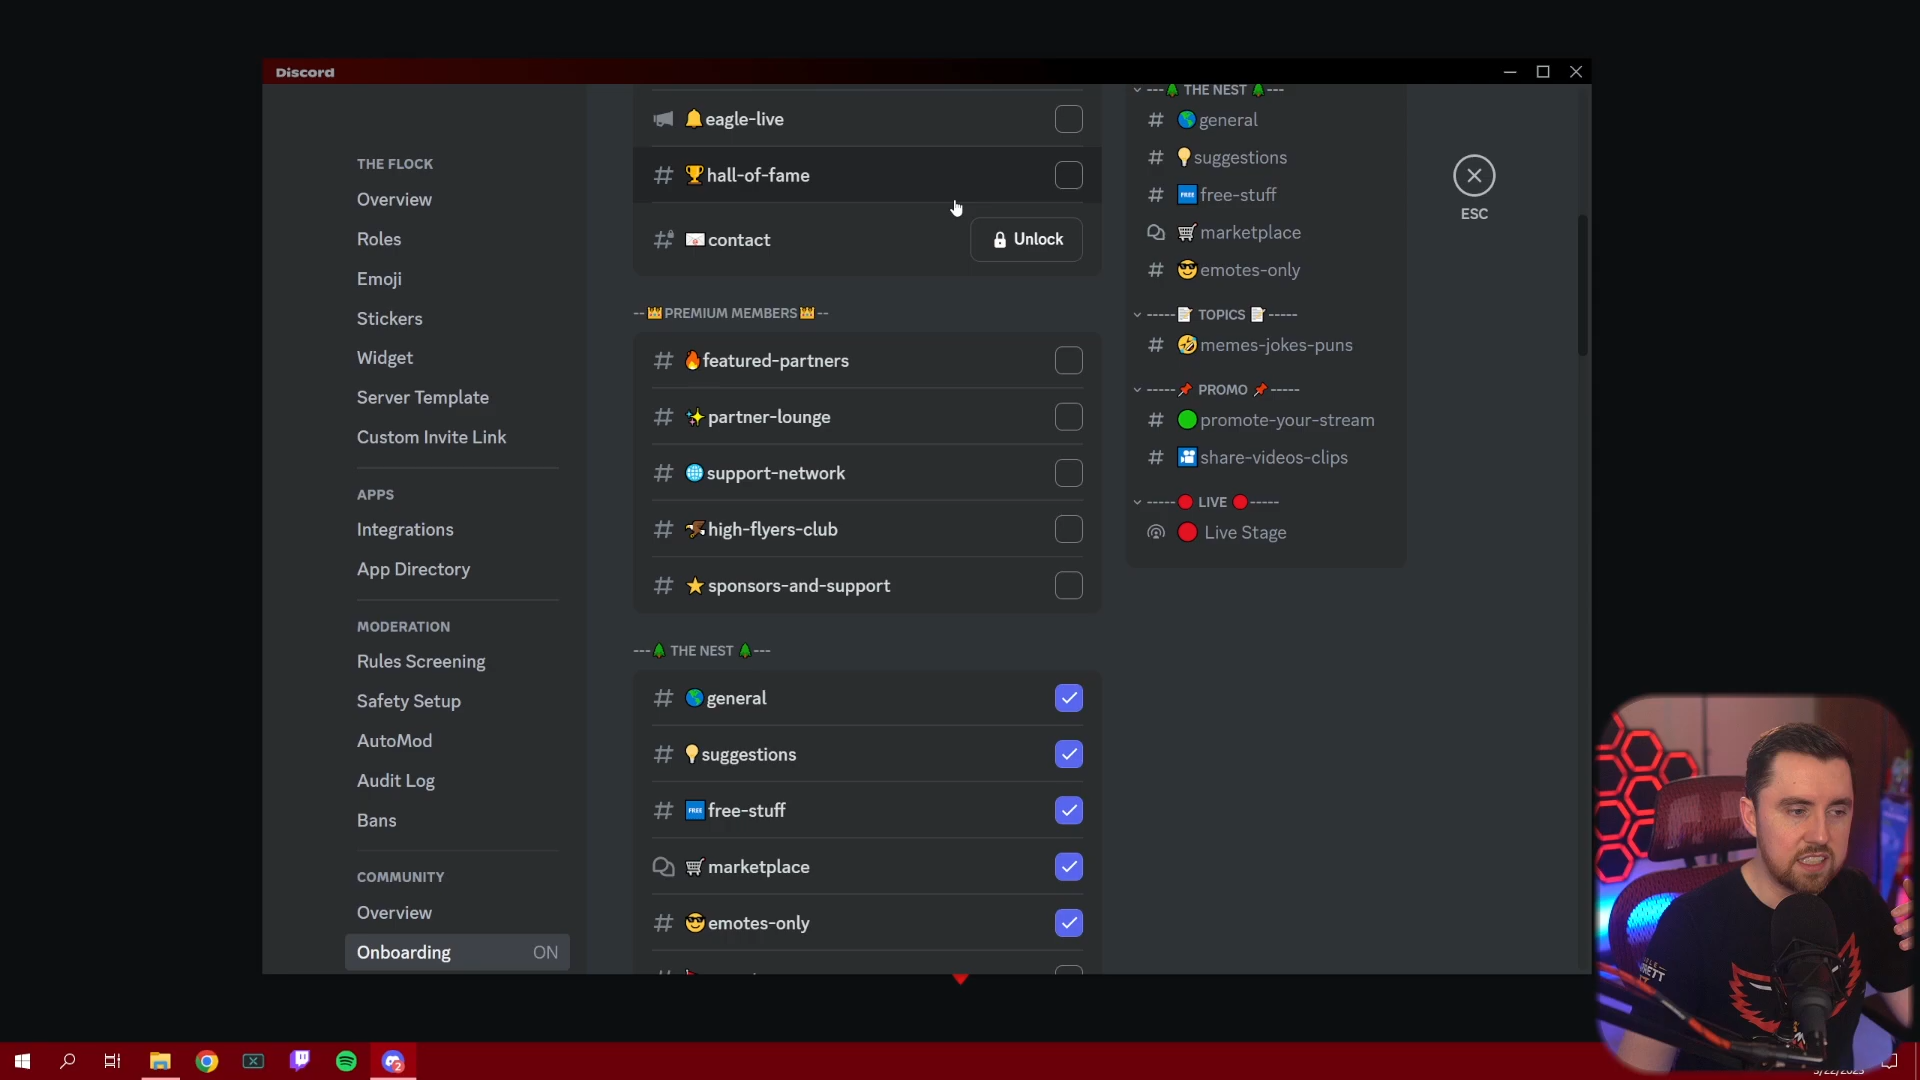 Discord
THE FLOCK
Overview
Roles
Emoji
Stickers
Widget
Server Template
Custom Invite Link
APPS
Integrations
App Directory
MODERATION
Rules Screening
Safety Setup
AutoMod
Audit Log
Bans
COMMUNITY
Overview
Onboarding ON
# 🔔eagle-live
# 🏆hall-of-fame
# 💌contact
Unlock
--👑PREMIUM MEMBERS👑--
# 🔥featured-partners
# ✨partner-lounge
# 🌐support-network
# 🦅high-flyers-club
# ⭐sponsors-and-support
---🌲 THE NEST 🌲---
# 🌎general
# 💡suggestions
# 🆓free-stuff
🛒marketplace
# 😎emotes-only
---🌲 THE NEST 🌲---
# 🌎general
# 💡suggestions
# FREE free-stuff
🛒marketplace
# 😎emotes-only
-----📝 TOPICS 📝-----
# 🤣memes-jokes-puns
-----📌 PROMO 📌-----
# 🟢promote-your-stream
# 🎦share-videos-clips
-----🔴 LIVE 🔴-----
🔴 Live Stage
ESC
2